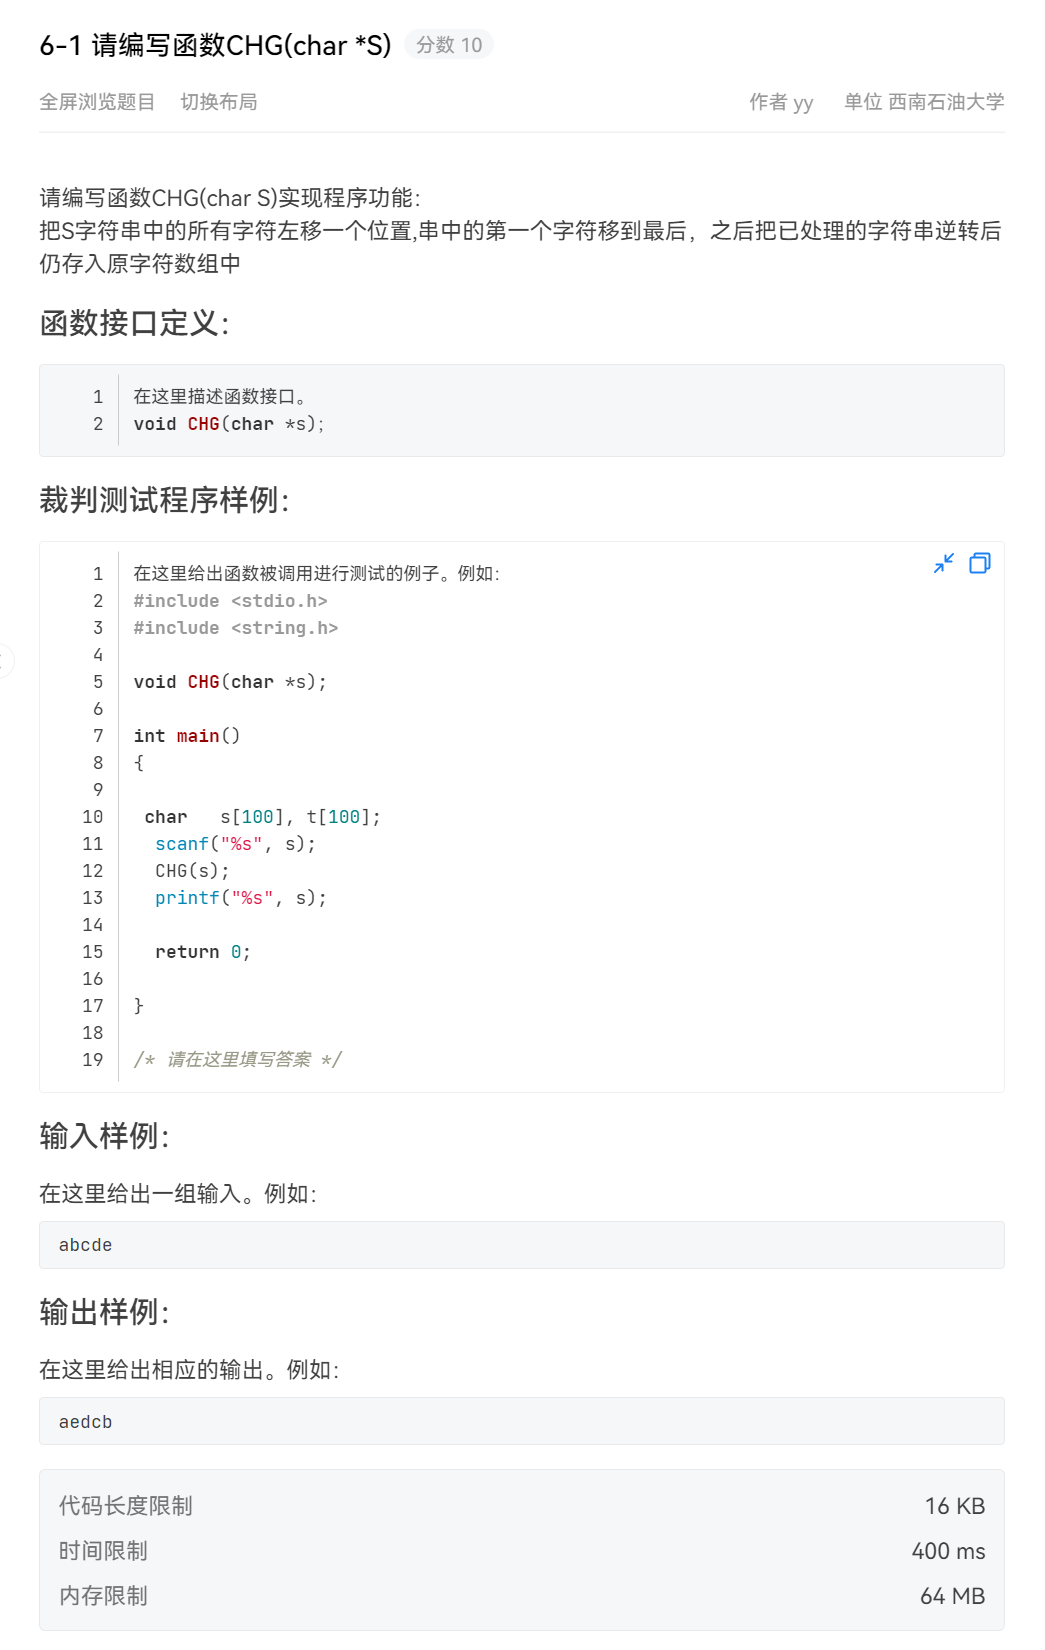 6-1 请编写函数CHG(char *S) 分数 10
全屏浏览题目 切换布局 作者 yy 单位 西南石油大学
请编写函数CHG(char S)实现程序功能：
把S字符串中的所有字符左移一个位置,串中的第一个字符移到最后，之后把已处理的字符串逆转后
仍存入原字符数组中
函数接口定义：
1 在这里描述函数接口。
2 void CHG(char *s);
裁判测试程序样例：
1 在这里给出函数被调用进行测试的例子。例如：
2 #include <stdio.h>
3 #include <string.h>
4
5 void CHG(char *s);
6
7 int main()
8 {
9
10 char   s[100], t[100];
11 scanf("%s", s);
12 CHG(s);
13 printf("%s", s);
14
15 return 0;
16
17 }
18
19 /* 请在这里填写答案 */
输入样例：
在这里给出一组输入。例如：
abcde
输出样例：
在这里给出相应的输出。例如：
aedcb
代码长度限制 16 KB
时间限制 400 ms
内存限制 64 MB